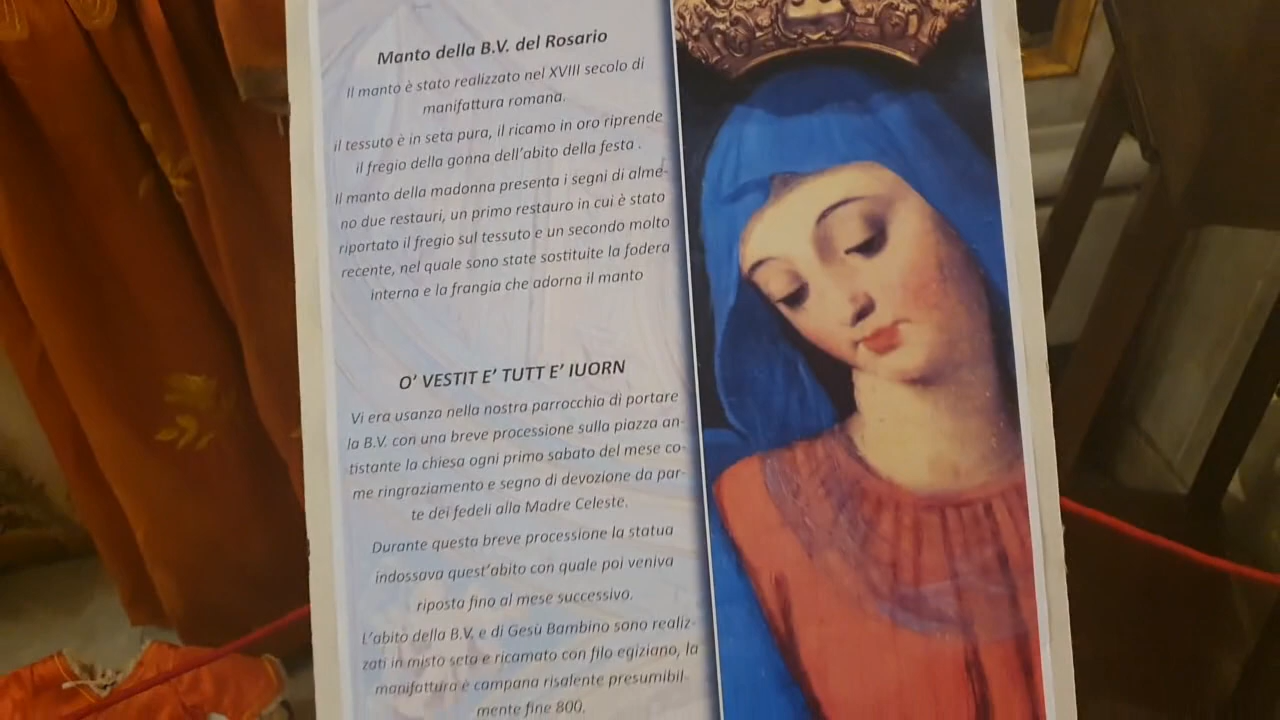 Manto della B.V. del Rosario
Il manto è stato realizzato nel XVIII secolo di
manifattura romana.
il tessuto è in seta pura, il ricamo in oro riprende
il fregio della gonna dell'abito della festa .
Il manto della madonna presenta i segni di alme-
no due restauri, un primo restauro in cui è stato
riportato il fregio sul tessuto e un secondo molto
recente, nel quale sono state sostituite la fodera
interna e la frangia che adorna il manto
O' VESTIT E' TUTT E' IUORN
Vi era usanza nella nostra parrocchia di portare
la B.V. con una breve processione sulla piazza an-
tistante la chiesa ogni primo sabato del mese co-
me ringraziamento e segno di devozione da par-
te dei fedeli alla Madre Celeste.
Durante questa breve processione la statua
indossava quest'abito con quale poi veniva
riposta fino al mese successivo.
L'abito della B.V. e di Gesù Bambino sono realiz-
zati in misto seta e ricamato con filo egiziano, la
manifattura è campana risalente presumibil-
mente fine 800.